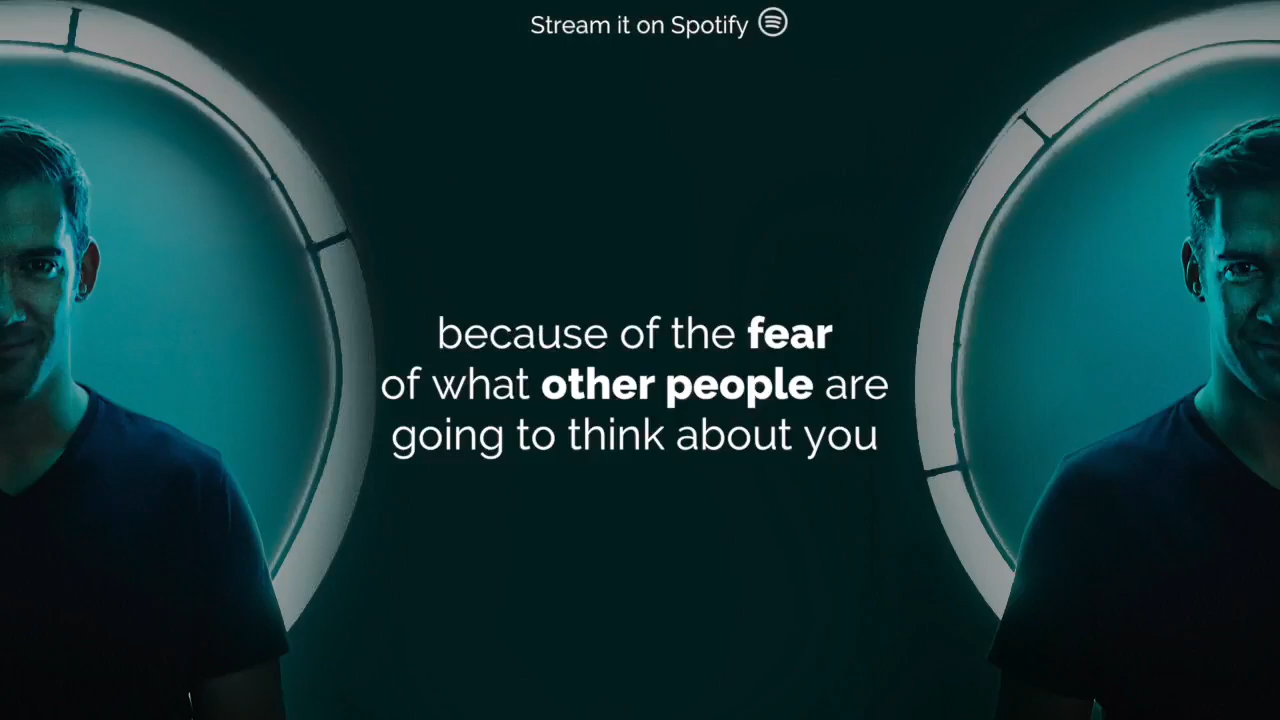 Stream it on Spotify
because of the fear
of what other people are
going to think about you